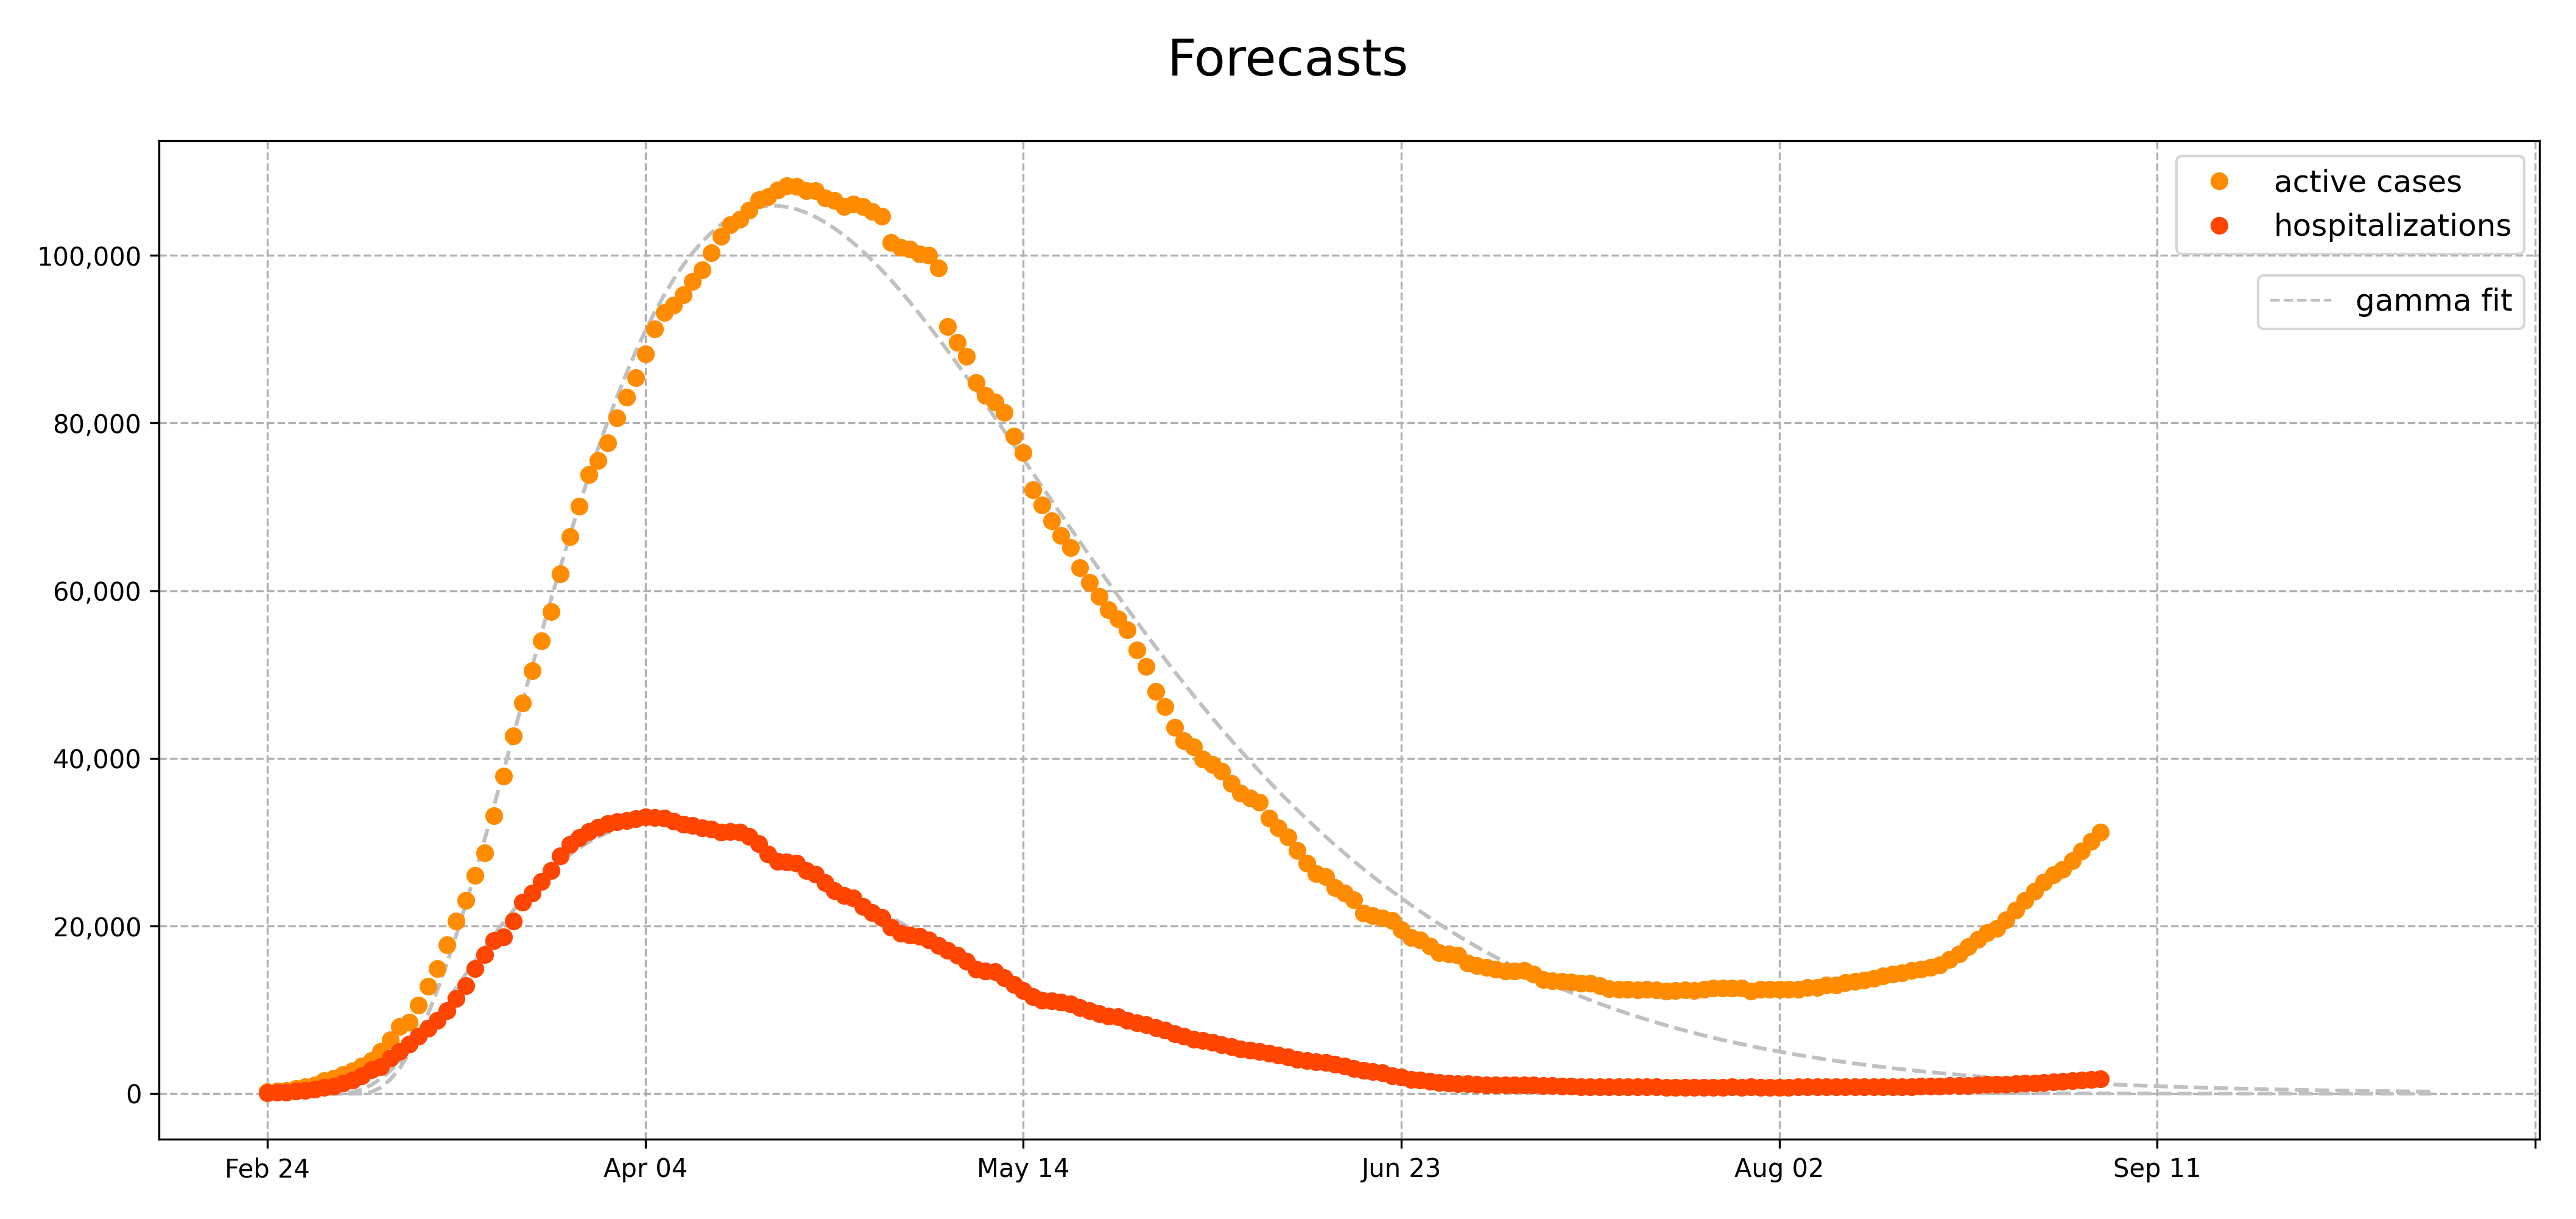 Forecasts
active cases
hospitalizations
gamma fit
100,000
80,000
60,000
40,000
20,000
0
Feb 24
Apr 04
May 14
Jun 23
Aug 02
Sep 11